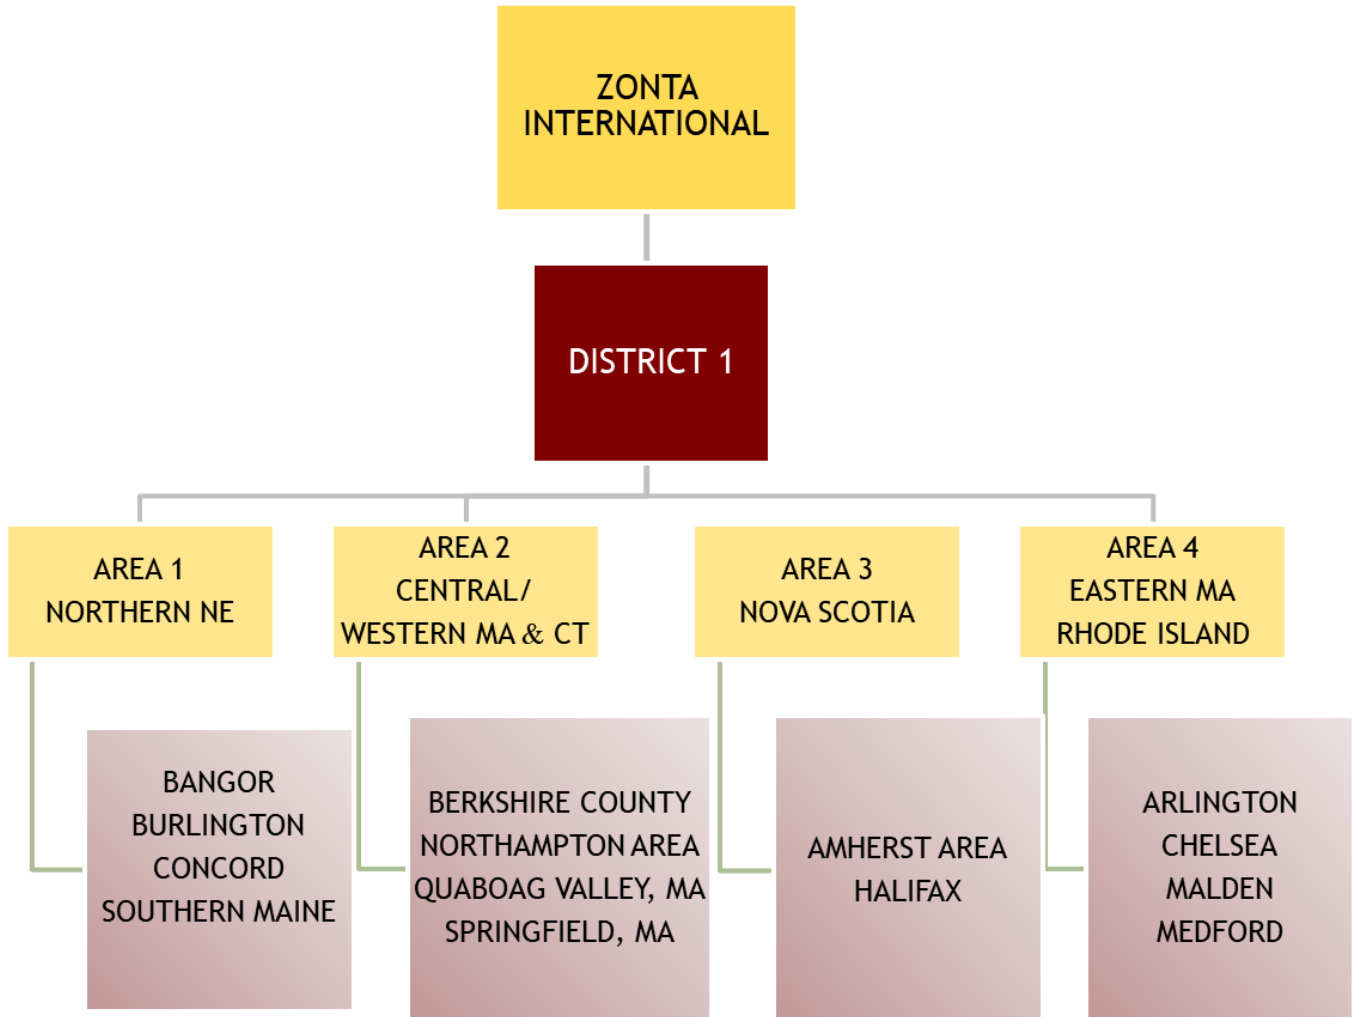 ZONTA
INTERNATIONAL
DISTRICT 1
AREA 1
NORTHERN NE
AREA 2
CENTRAL/
WESTERN MA & CT
AREA 3
NOVA SCOTIA
AREA 4
EASTERN MA
RHODE ISLAND
BANGOR
BURLINGTON
CONCORD
SOUTHERN MAINE
BERKSHIRE COUNTY
NORTHAMPTON AREA
QUABOAG VALLEY, MA
SPRINGFIELD, MA
AMHERST AREA
HALIFAX
ARLINGTON
CHELSEA
MALDEN
MEDFORD